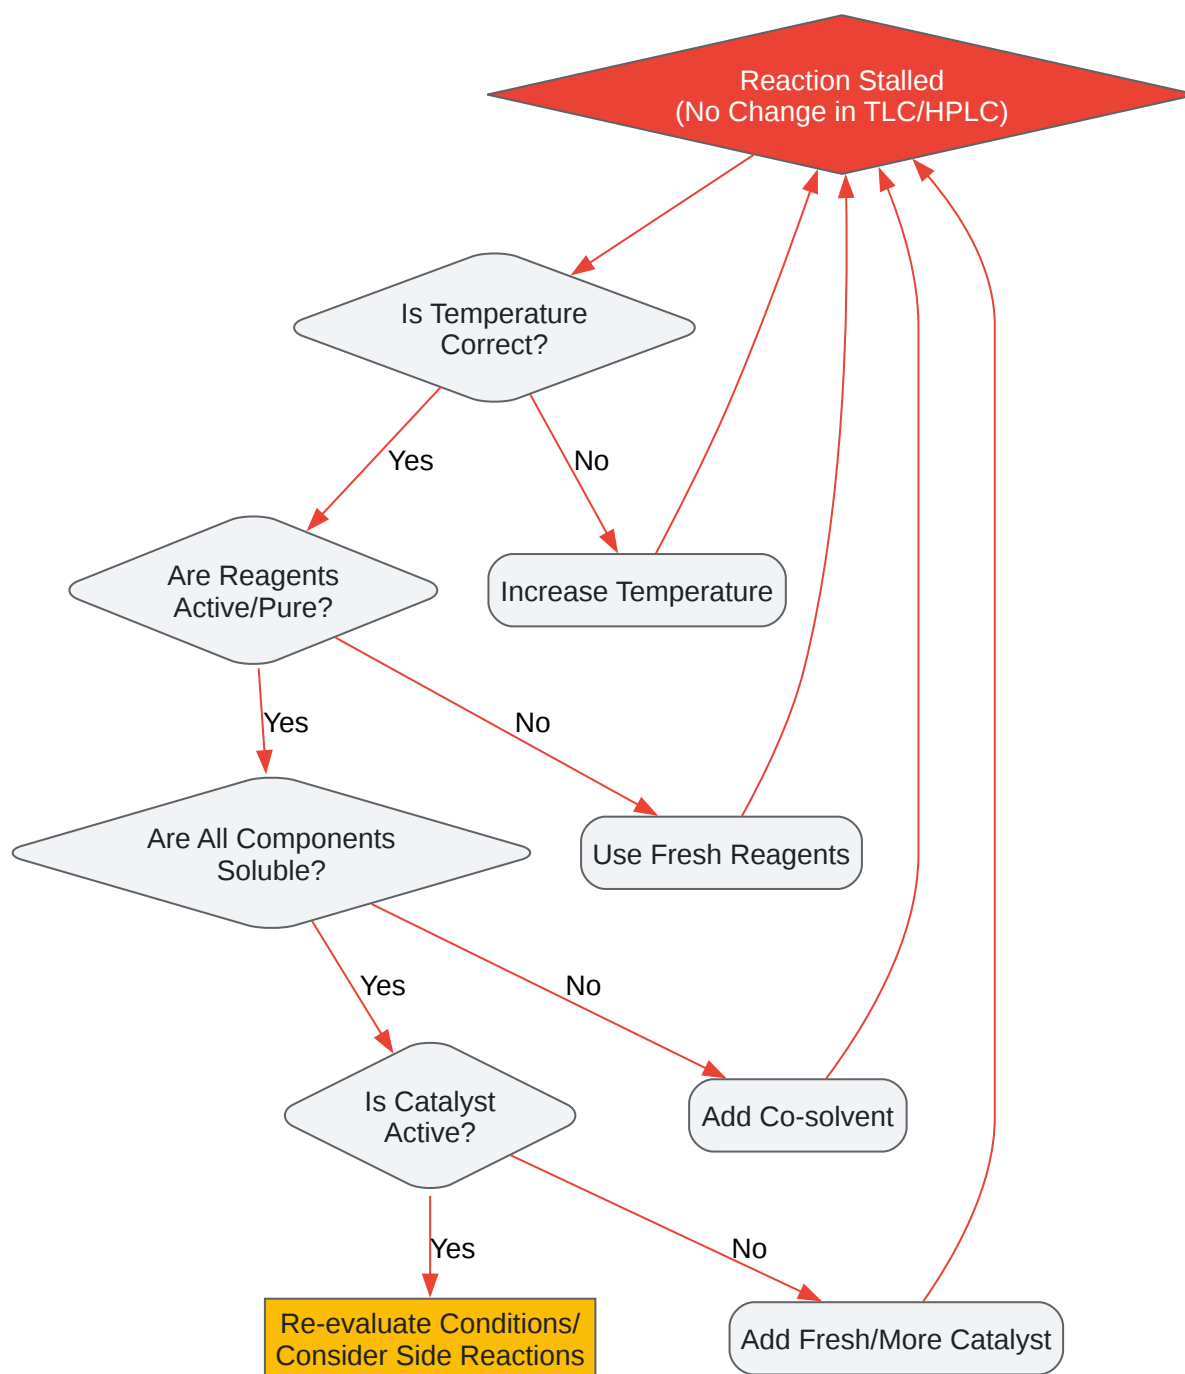 Reaction Stalled
(No Change in TLC/HPLC)
Is Temperature
Correct?
Yes
No
Are Reagents
Active/Pure?
Increase Temperature
Yes
No
Are All Components
Soluble?
Use Fresh Reagents
Yes
No
Is Catalyst
Active?
Add Co-solvent
Yes
No
Re-evaluate Conditions/
Consider Side Reactions
Add Fresh/More Catalyst